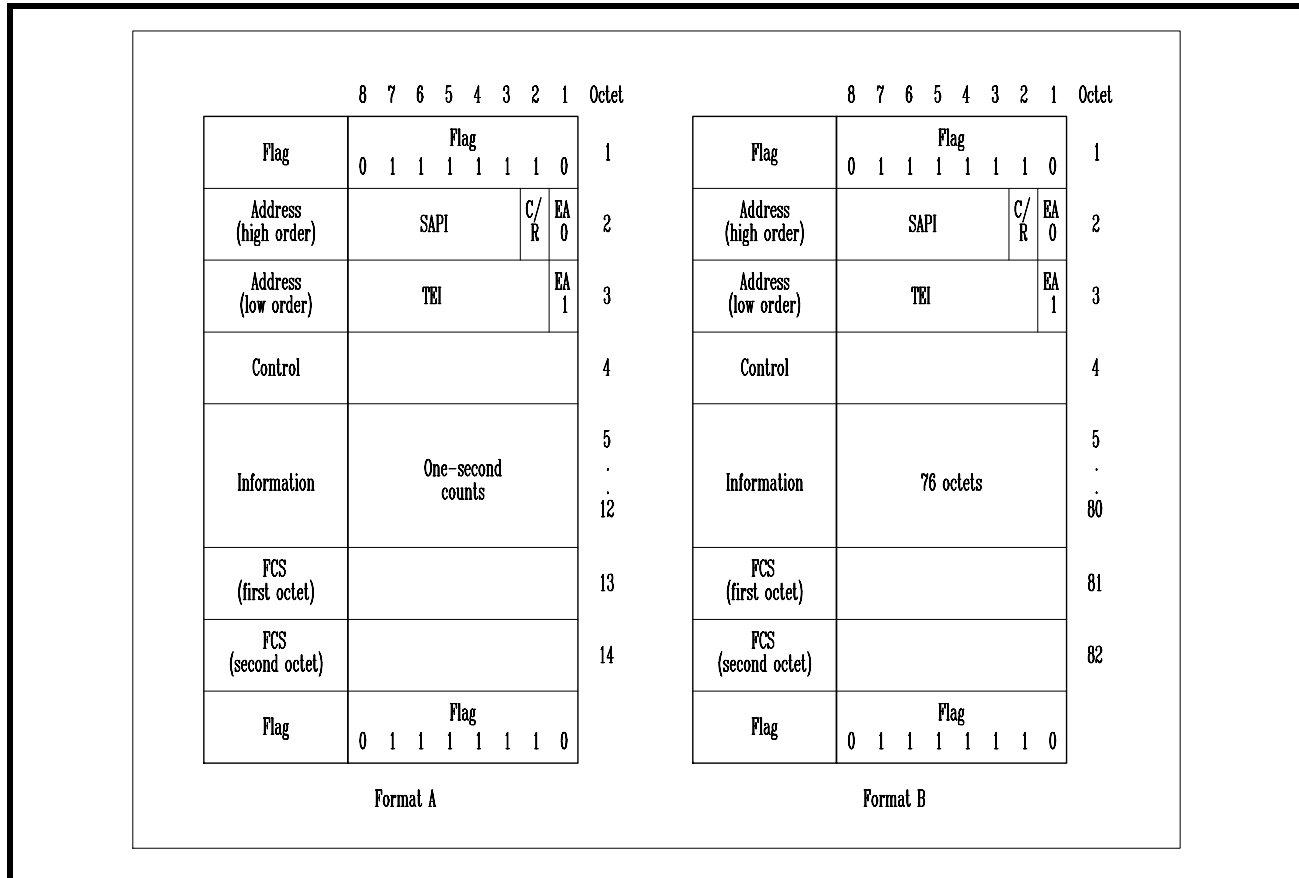 8 7 6 5 4 3 2 1 Octet
Flag
Flag
0 1 1 1 1 1 1 0
1
Address
(high order)
SAPI
C/
R
EA
0
2
Address
(low order)
TEI
EA
1
3
Control
4
Information
One-second
counts
5
.
.
12
FCS
(first octet)
13
FCS
(second octet)
14
Flag
Flag
0 1 1 1 1 1 1 0
Format A
8 7 6 5 4 3 2 1 Octet
Flag
Flag
0 1 1 1 1 1 1 0
1
Address
(high order)
SAPI
C/
R
EA
0
2
Address
(low order)
TEI
EA
1
3
Control
4
Information
76 octets
5
.
.
80
FCS
(first octet)
81
FCS
(second octet)
82
Flag
Flag
0 1 1 1 1 1 1 0
Format B